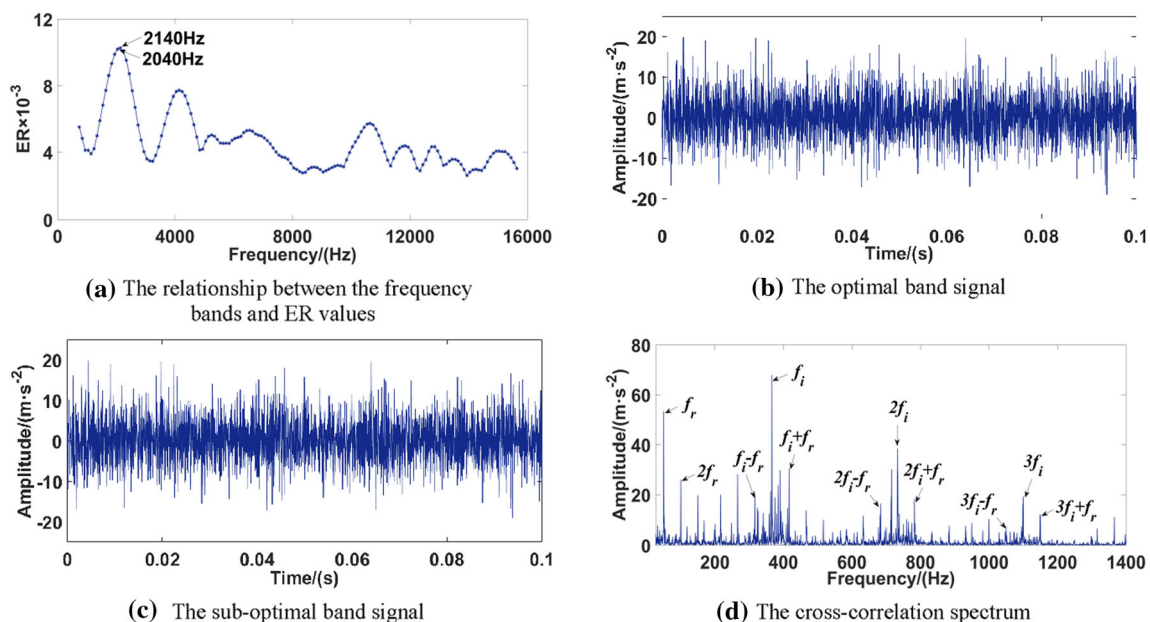 12
8
4
0
ER×10⁻³
2140Hz
2040Hz
0 4000 8000 12000 16000
Frequency/(Hz)
(a) The relationship between the frequency
bands and ER values
20
10
0
-10
-20
Amplitude/(m·s⁻²)
0 0.02 0.04 0.06 0.08 0.1
Time/(s)
(b) The optimal band signal
20
10
0
-10
-20
Amplitude/(m·s⁻²)
0 0.02 0.04 0.06 0.08 0.1
Time/(s)
(c) The sub-optimal band signal
80
60
40
20
0
Amplitude/(m·s⁻²)
fᵣ
2fᵣ
fᵢ-fᵣ
fᵢ
fᵢ+fᵣ
2fᵢ-fᵣ
2fᵢ
2fᵢ+fᵣ
3fᵢ-fᵣ
3fᵢ
3fᵢ+fᵣ
200 400 600 800 1000 1200 1400
Frequency/(Hz)
(d) The cross-correlation spectrum